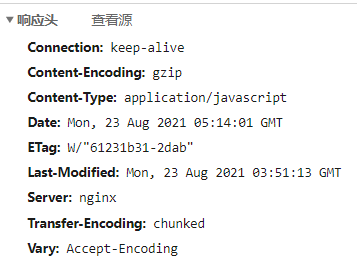 ▼响应头 查看源
Connection: keep-alive
Content-Encoding: gzip
Content-Type: application/javascript
Date: Mon, 23 Aug 2021 05:14:01 GMT
ETag: W/"61231b31-2dab"
Last-Modified: Mon, 23 Aug 2021 03:51:13 GMT
Server: nginx
Transfer-Encoding: chunked
Vary: Accept-Encoding